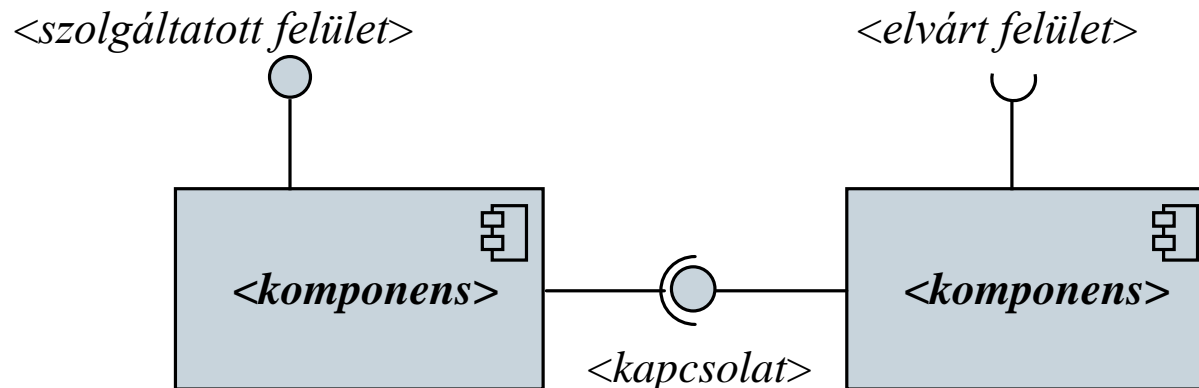 <szolgáltatott felület>
<elvárt felület>
<komponens>
<komponens>
<kapcsolat>